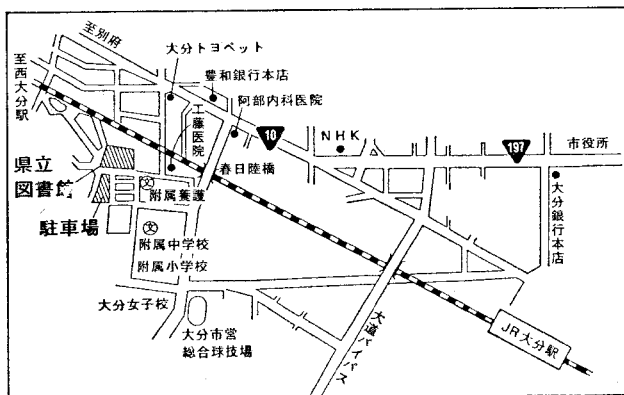 至別府
至西大分駅
大分トヨペット
豊和銀行本店
阿部内科医院
工藤医院
10
NHK
197
市役所
県立
図書館
春日陸橋
文
附属養護
駐車場
文
附属中学校
附属小学校
大分銀行本店
大分女子校
大分市営
総合球技場
大道バイパス
JR大分駅